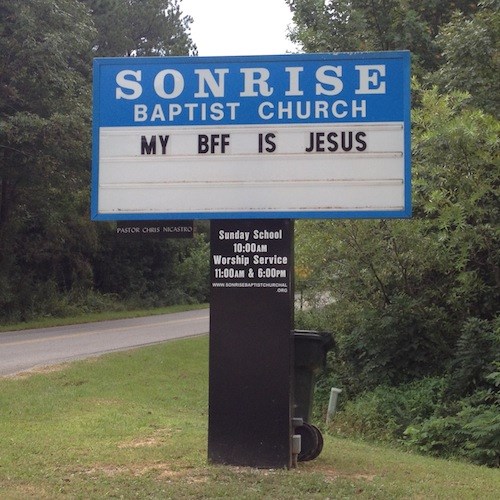 SONRISE
BAPTIST CHURCH
MY BFF IS JESUS
PASTOR CHRIS NICASTRO
Sunday School
10:00AM
Worship Service
11:00AM & 6:00PM
WWW.SONRISEBAPTISTCHURCHAL
.ORG